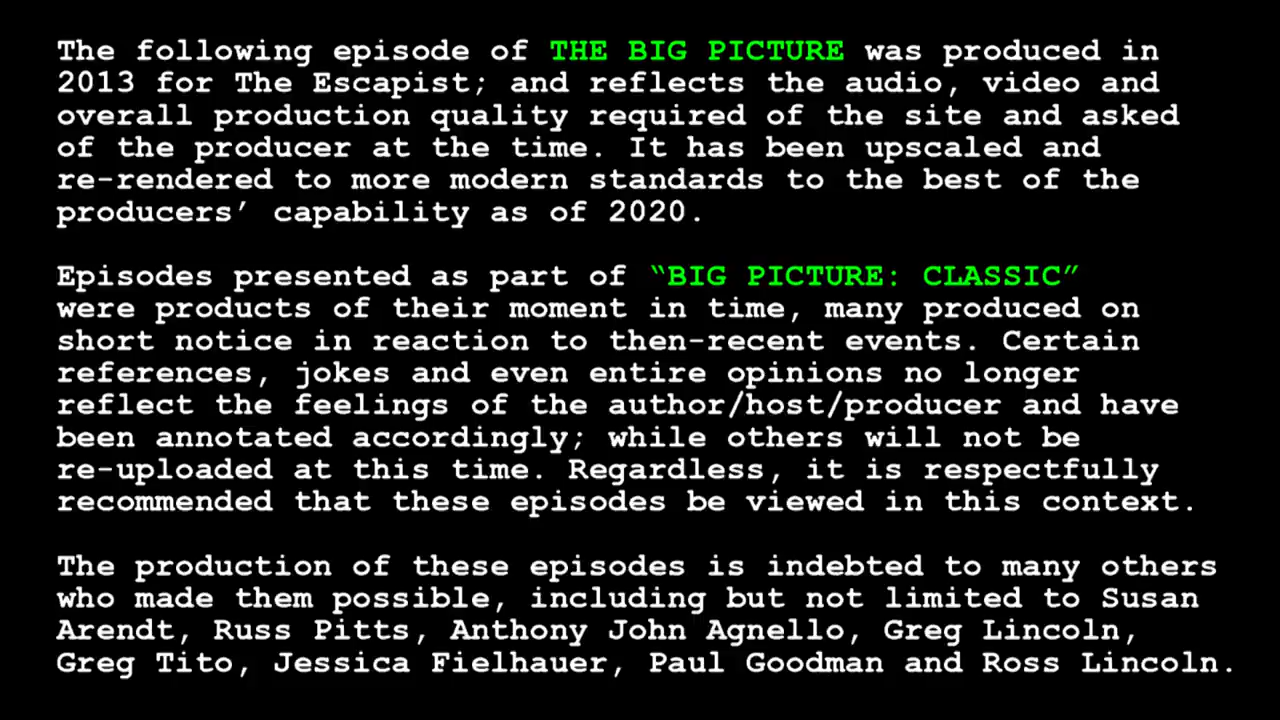 The following episode of THE BIG PICTURE was produced in
2013 for The Escapist; and reflects the audio, video and
overall production quality required of the site and asked
of the producer at the time. It has been upscaled and
re-rendered to more modern standards to the best of the
producers’ capability as of 2020.
Episodes presented as part of “BIG PICTURE: CLASSIC”
were products of their moment in time, many produced on
short notice in reaction to then-recent events. Certain
references, jokes and even entire opinions no longer
reflect the feelings of the author/host/producer and have
been annotated accordingly; while others will not be
re-uploaded at this time. Regardless, it is respectfully
recommended that these episodes be viewed in this context.
The production of these episodes is indebted to many others
who made them possible, including but not limited to Susan
Arendt, Russ Pitts, Anthony John Agnello, Greg Lincoln,
Greg Tito, Jessica Fielhauer, Paul Goodman and Ross Lincoln.